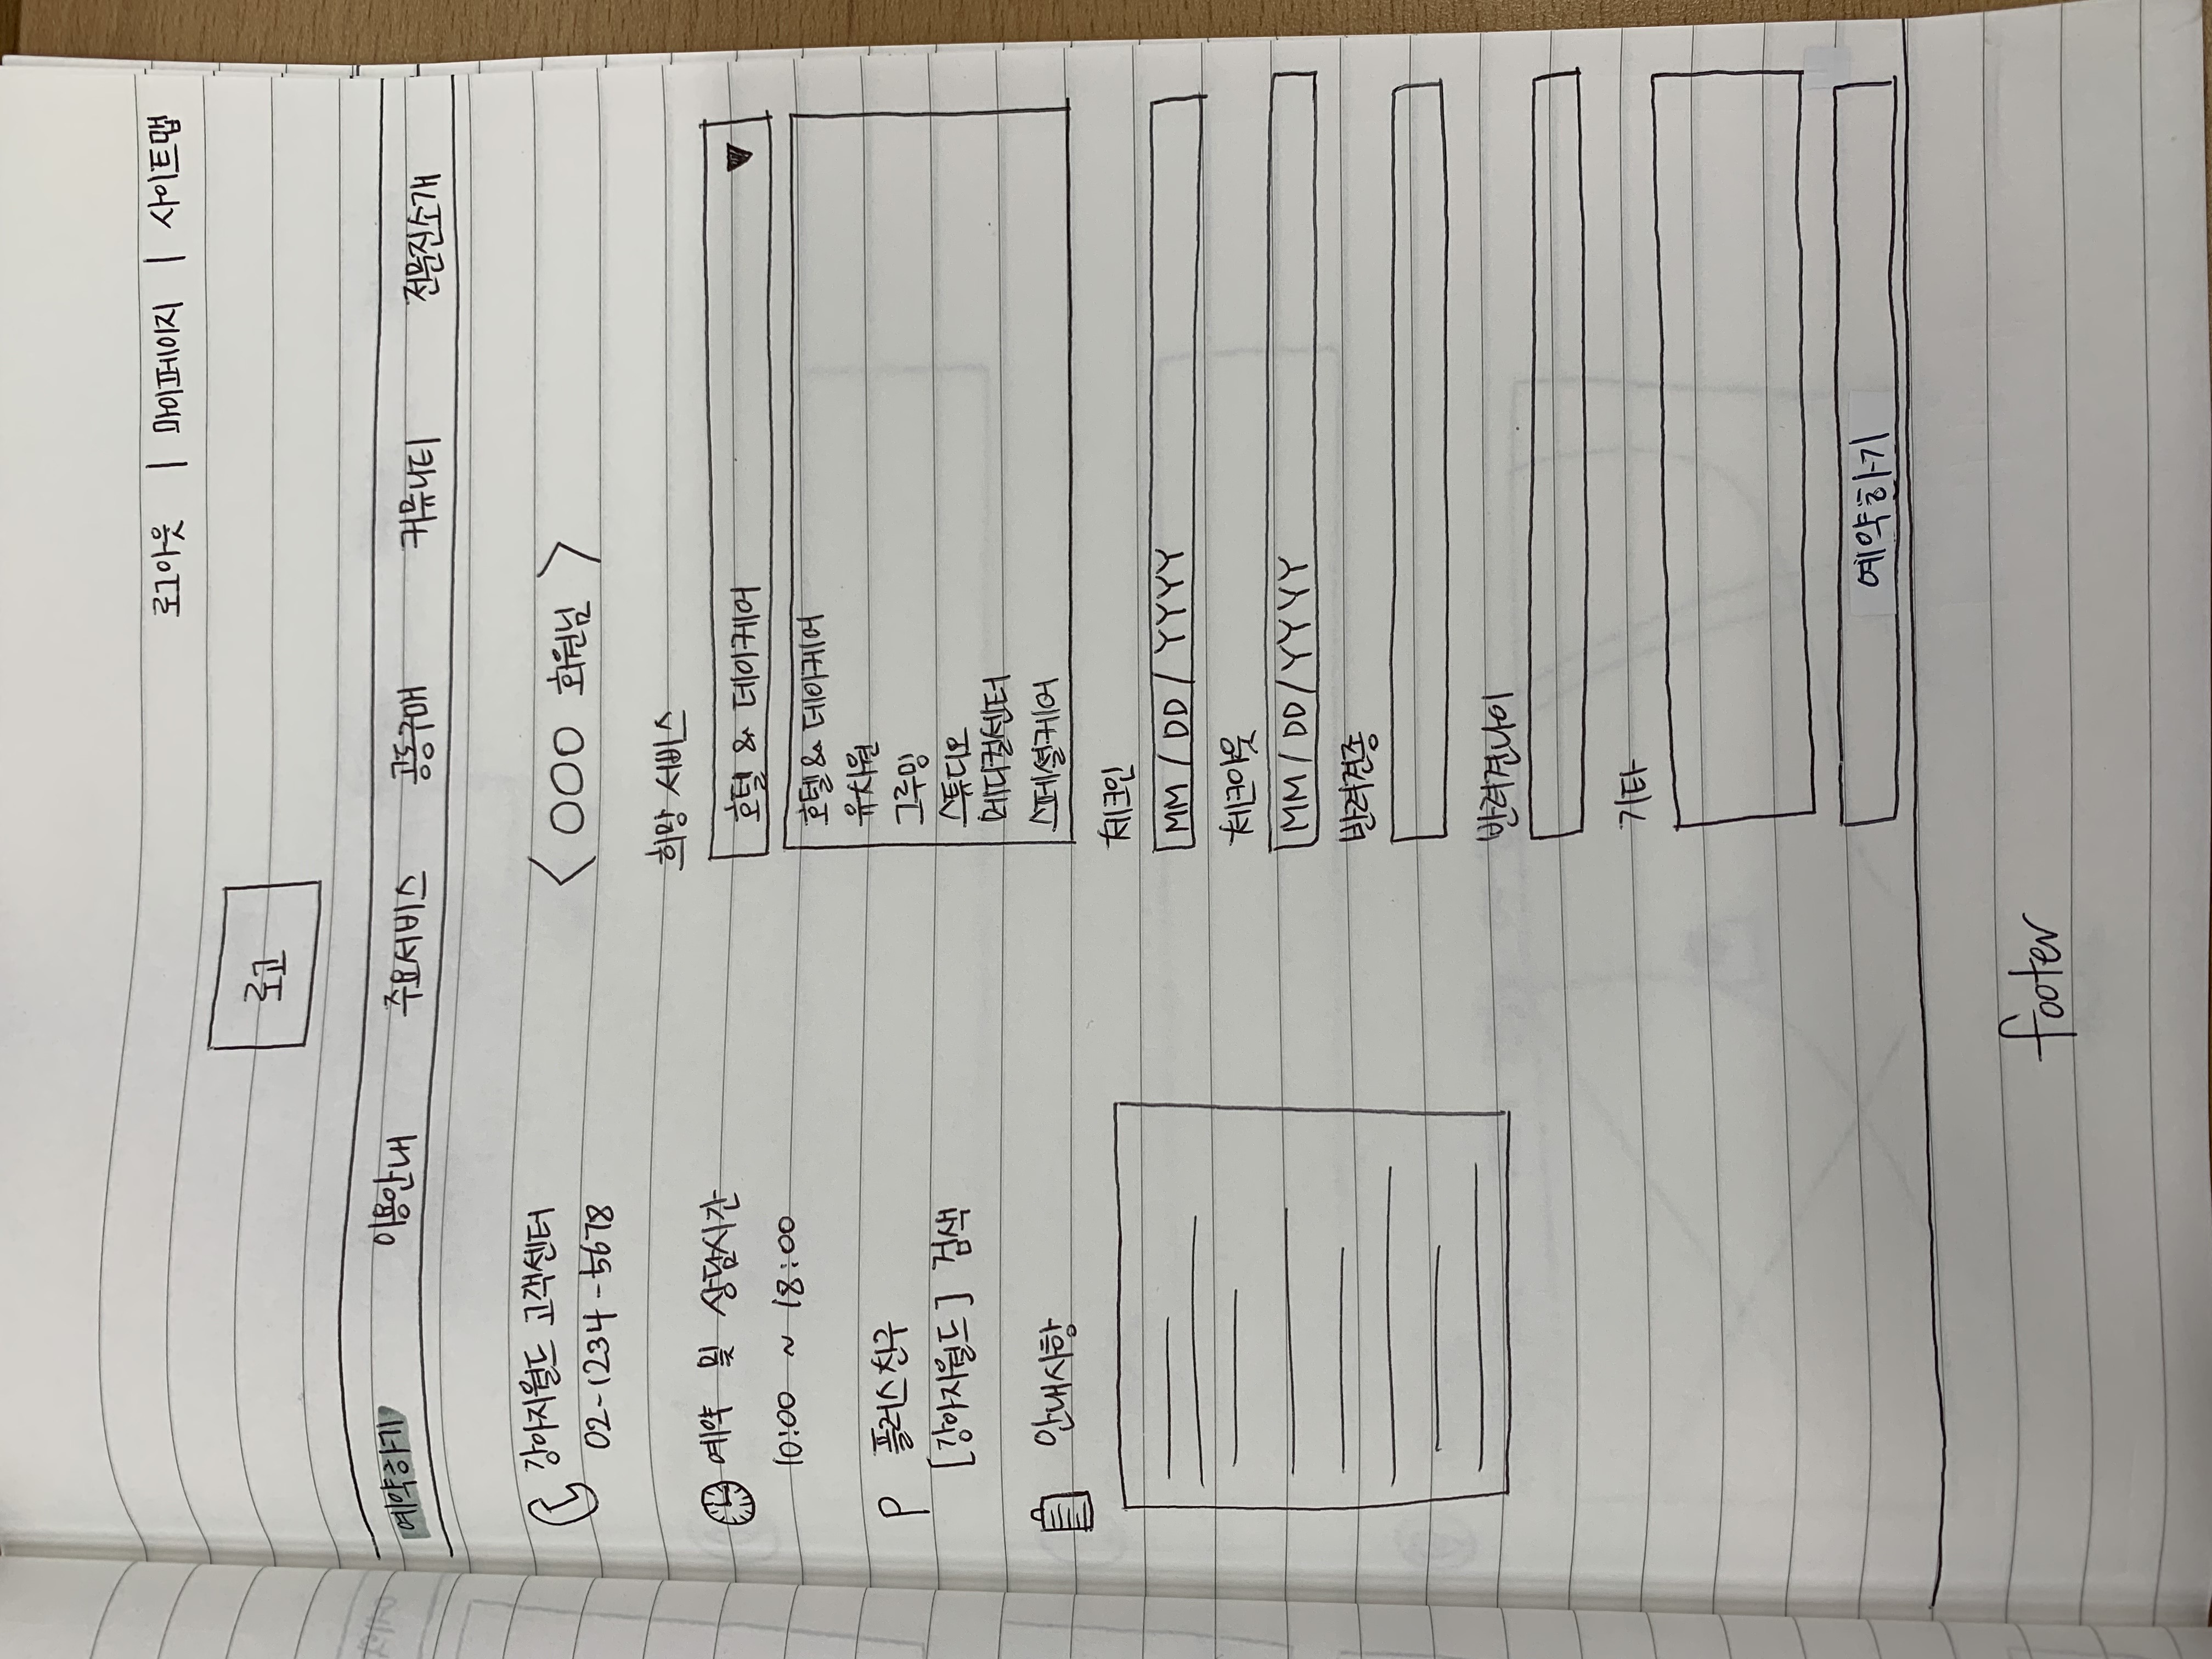 로그아웃 | 마이페이지 | 사이트맵
로고
예약하기 이용안내 주요서비스 공동구매 커뮤니티 전문진소개
강아지월드 고객센터
02-1234-5678
예약 및 상담시간
10:00 ~ 18:00
P 플러스친구
[강아지월드] 검색
안내사항
< OOO 회원님 >
희망 서비스
호텔 & 데이케어 ▼
호텔 & 데이케어
유치원
그루밍
스튜디오
메디컬센터
스페셜케어
체크인
MM / DD / YYYY
체크아웃
MM / DD / YYYY
반려견종
반려견나이
기타
예약하기
footer